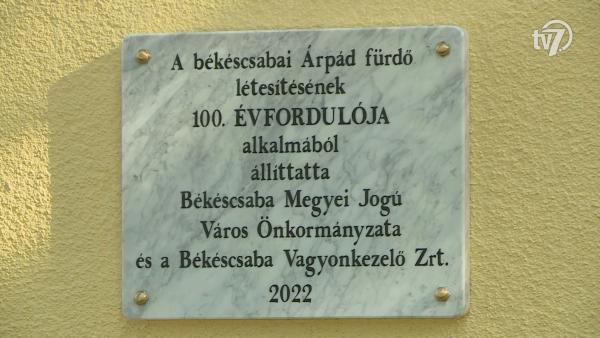 tv7
A békéscsabai Árpád fürdő
létesítésének
100. ÉVFORDULÓJA
alkalmából
állíttatta
Békéscsaba Megyei Jogú
Város Önkormányzata
és a Békéscsaba Vagyonkezelő Zrt.
2022